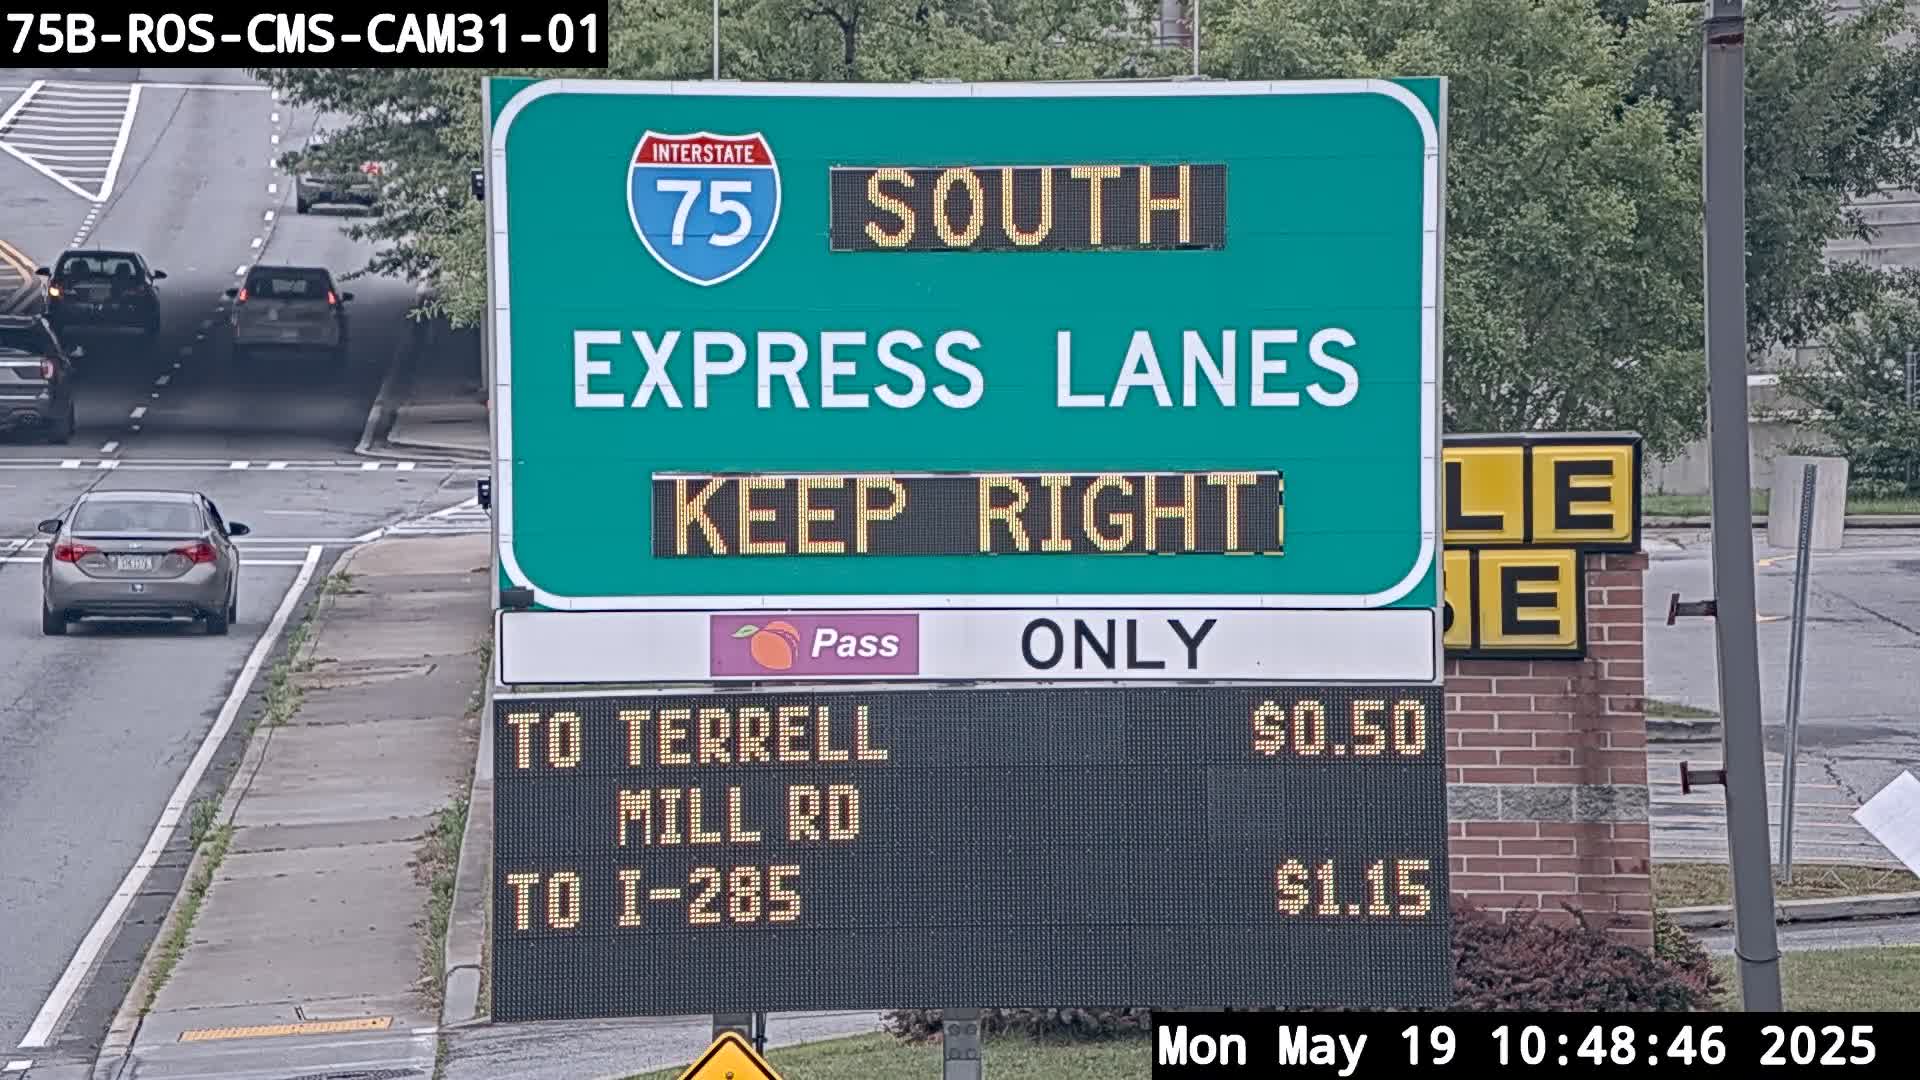 75B-ROS-CMS-CAM31-01
INTERSTATE
75
SOUTH
EXPRESS LANES
KEEP RIGHT
Pass ONLY
TO TERRELL $0.50
MILL RD
TO I-285 $1.15
LE
E
Mon May 19 10:48:46 2025